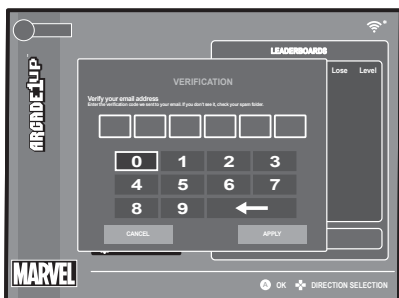 LEADERBOARDS
ARCADE1UP
Lose Level
VERIFICATION
Verify your email address
Enter the verification code we sent to your email. If you don't see it, check your spam folder.
0 1 2 3
4 5 6 7
8 9
CANCEL APPLY
MARVEL
A OK DIRECTION SELECTION